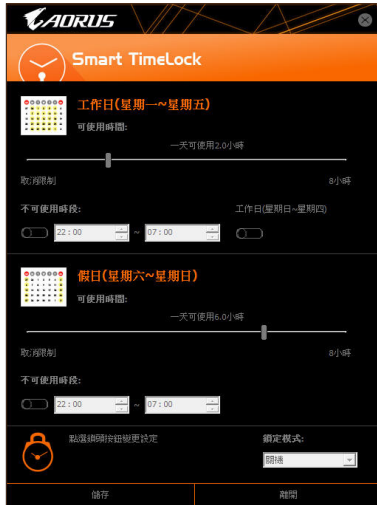 AORUS
Smart TimeLock
工作日(星期一~星期五)
可使用時間:
一天可使用2.0小時
取消限制 8小時
不可使用時段: 工作日(星期日~星期四)
22:00 ~ 07:00
假日(星期六~星期日)
可使用時間:
一天可使用6.0小時
取消限制 8小時
不可使用時段:
22:00 ~ 07:00
點選鎖頭按鈕變更設定 鎖定模式:
關機
儲存 離開